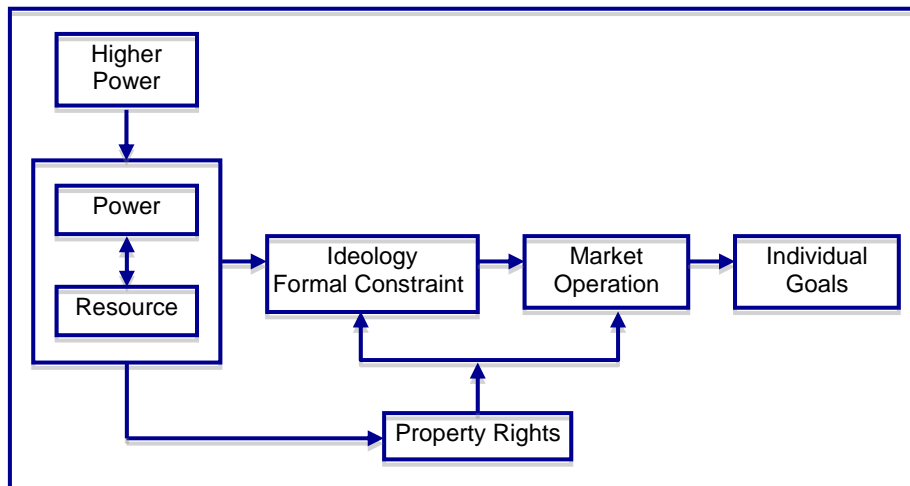 Higher
Power
Power
Resource
Ideology
Formal Constraint
Market
Operation
Individual
Goals
Property Rights